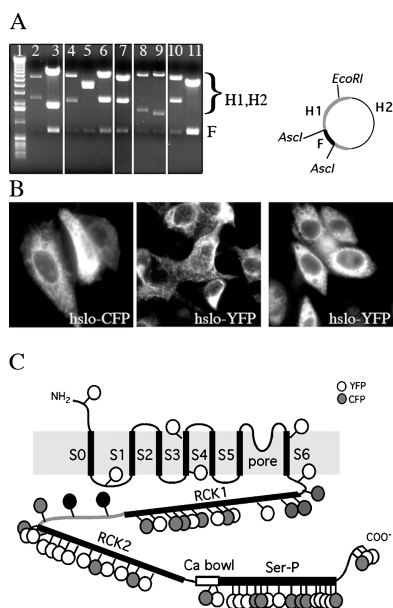 A
1 2 3 4 5 6 7 8 9 10 11
H1,H2
F
EcoRI
H1
H2
AscI
F
AscI
B
hslo-CFP
hslo-YFP
hslo-YFP
C
YFP
CFP
NH2
S0 S1 S2 S3 S4 S5 pore S6
RCK1
RCK2
Ca bowl
Ser-P
COO-